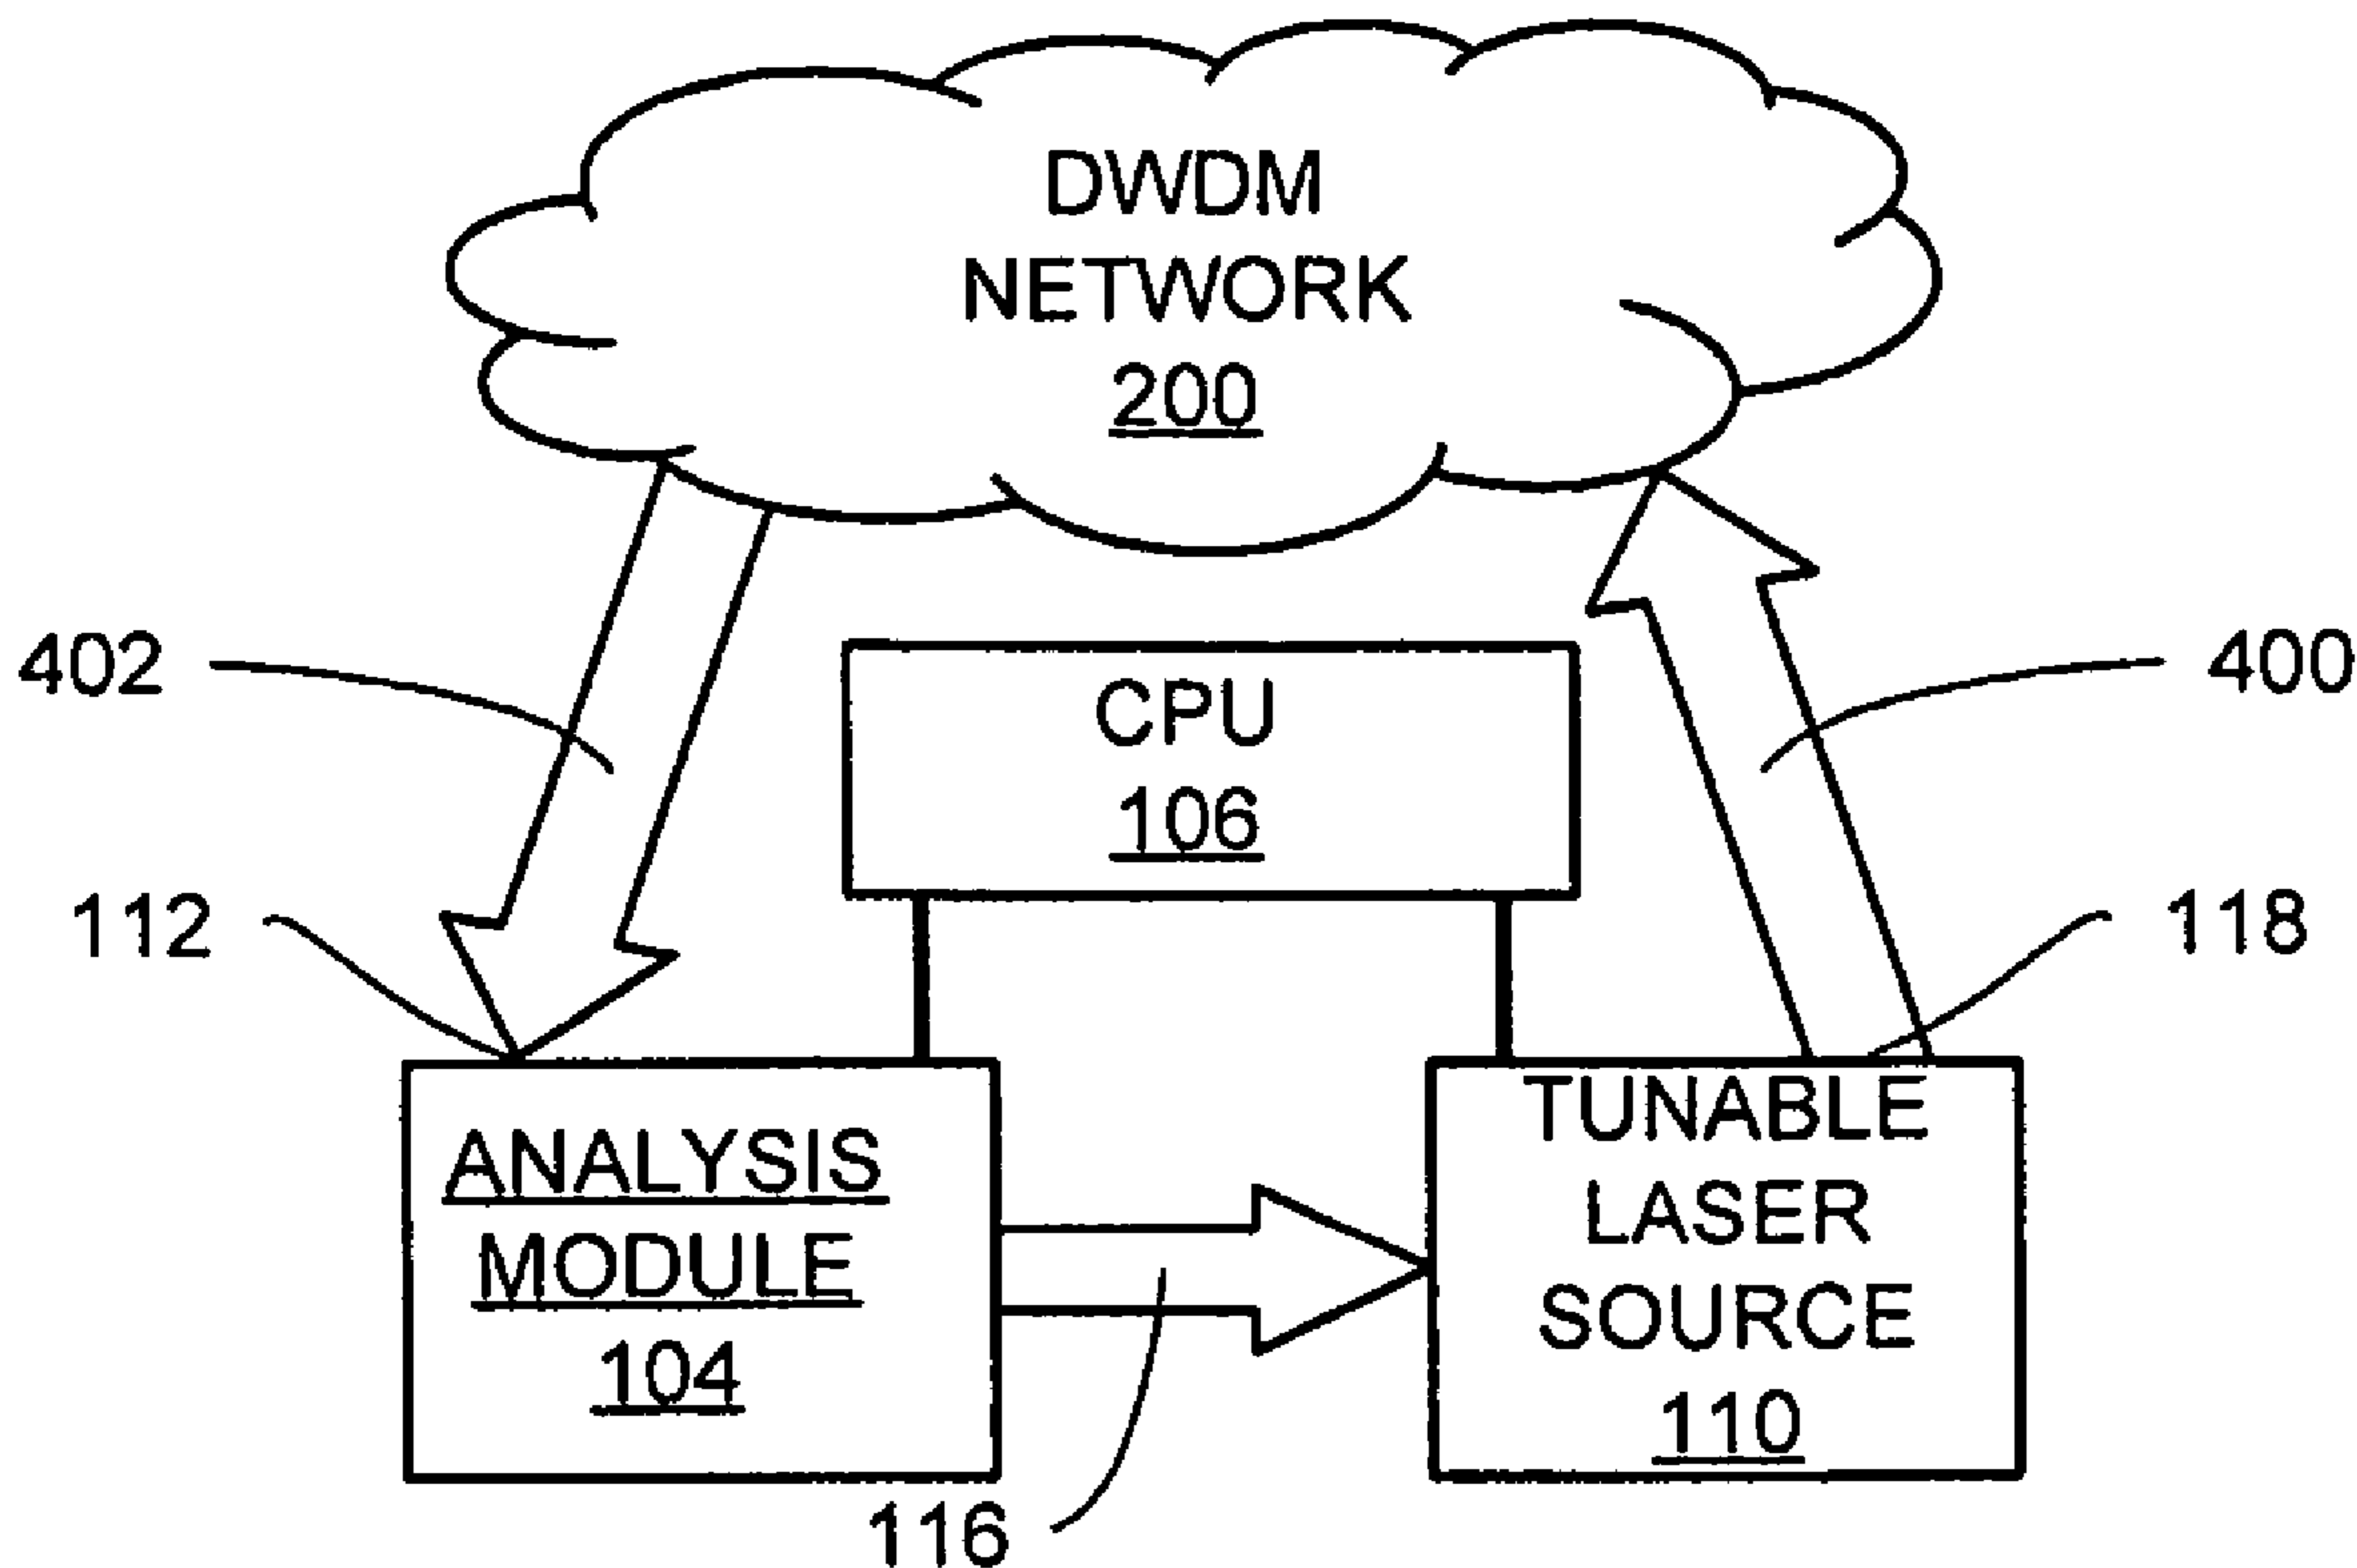 DWDM
NETWORK
200
402
400
CPU
106
112
118
ANALYSIS
MODULE
104
TUNABLE
LASER
SOURCE
110
116